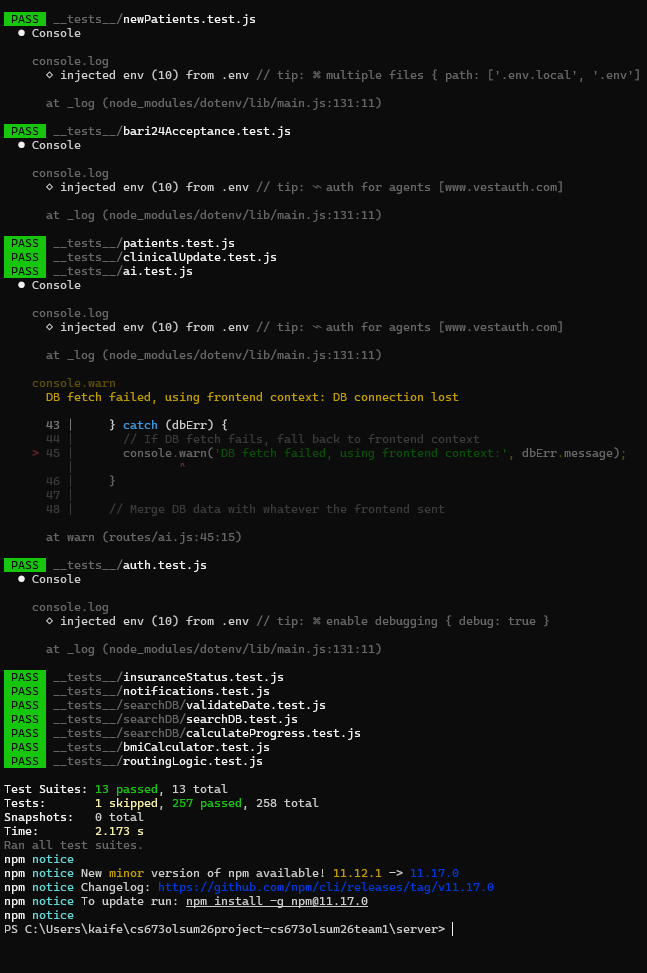 PASS __tests__/newPatients.test.js
● Console
console.log
◇ injected env (10) from .env // tip: ⌘ multiple files { path: ['.env.local', '.env'] }
at _log (node_modules/dotenv/lib/main.js:131:11)
PASS __tests__/bari24Acceptance.test.js
● Console
console.log
◇ injected env (10) from .env // tip: ⌁ auth for agents [www.vestauth.com]
at _log (node_modules/dotenv/lib/main.js:131:11)
PASS __tests__/patients.test.js
PASS __tests__/clinicalUpdate.test.js
PASS __tests__/ai.test.js
● Console
console.log
◇ injected env (10) from .env // tip: ⌁ auth for agents [www.vestauth.com]
at _log (node_modules/dotenv/lib/main.js:131:11)
console.warn
DB fetch failed, using frontend context: DB connection lost
43 | } catch (dbErr) {
44 | // If DB fetch fails, fall back to frontend context
> 45 | console.warn('DB fetch failed, using frontend context:', dbErr.message);
| ^
46 | }
47 |
48 | // Merge DB data with whatever the frontend sent
at warn (routes/ai.js:45:15)
PASS __tests__/auth.test.js
● Console
console.log
◇ injected env (10) from .env // tip: ⌘ enable debugging { debug: true }
at _log (node_modules/dotenv/lib/main.js:131:11)
PASS __tests__/insuranceStatus.test.js
PASS __tests__/notifications.test.js
PASS __tests__/searchDB/validateDate.test.js
PASS __tests__/searchDB/searchDB.test.js
PASS __tests__/searchDB/calculateProgress.test.js
PASS __tests__/bmiCalculator.test.js
PASS __tests__/routingLogic.test.js
Test Suites: 13 passed, 13 total
Tests: 1 skipped, 257 passed, 258 total
Snapshots: 0 total
Time: 2.173 s
Ran all test suites.
npm notice
npm notice New minor version of npm available! 11.12.1 -> 11.17.0
npm notice Changelog: https://github.com/npm/cli/releases/tag/v11.17.0
npm notice To update run: npm install -g npm@11.17.0
npm notice
PS C:\Users\kaife\cs673olsum26project-cs673olsum26team1\server>